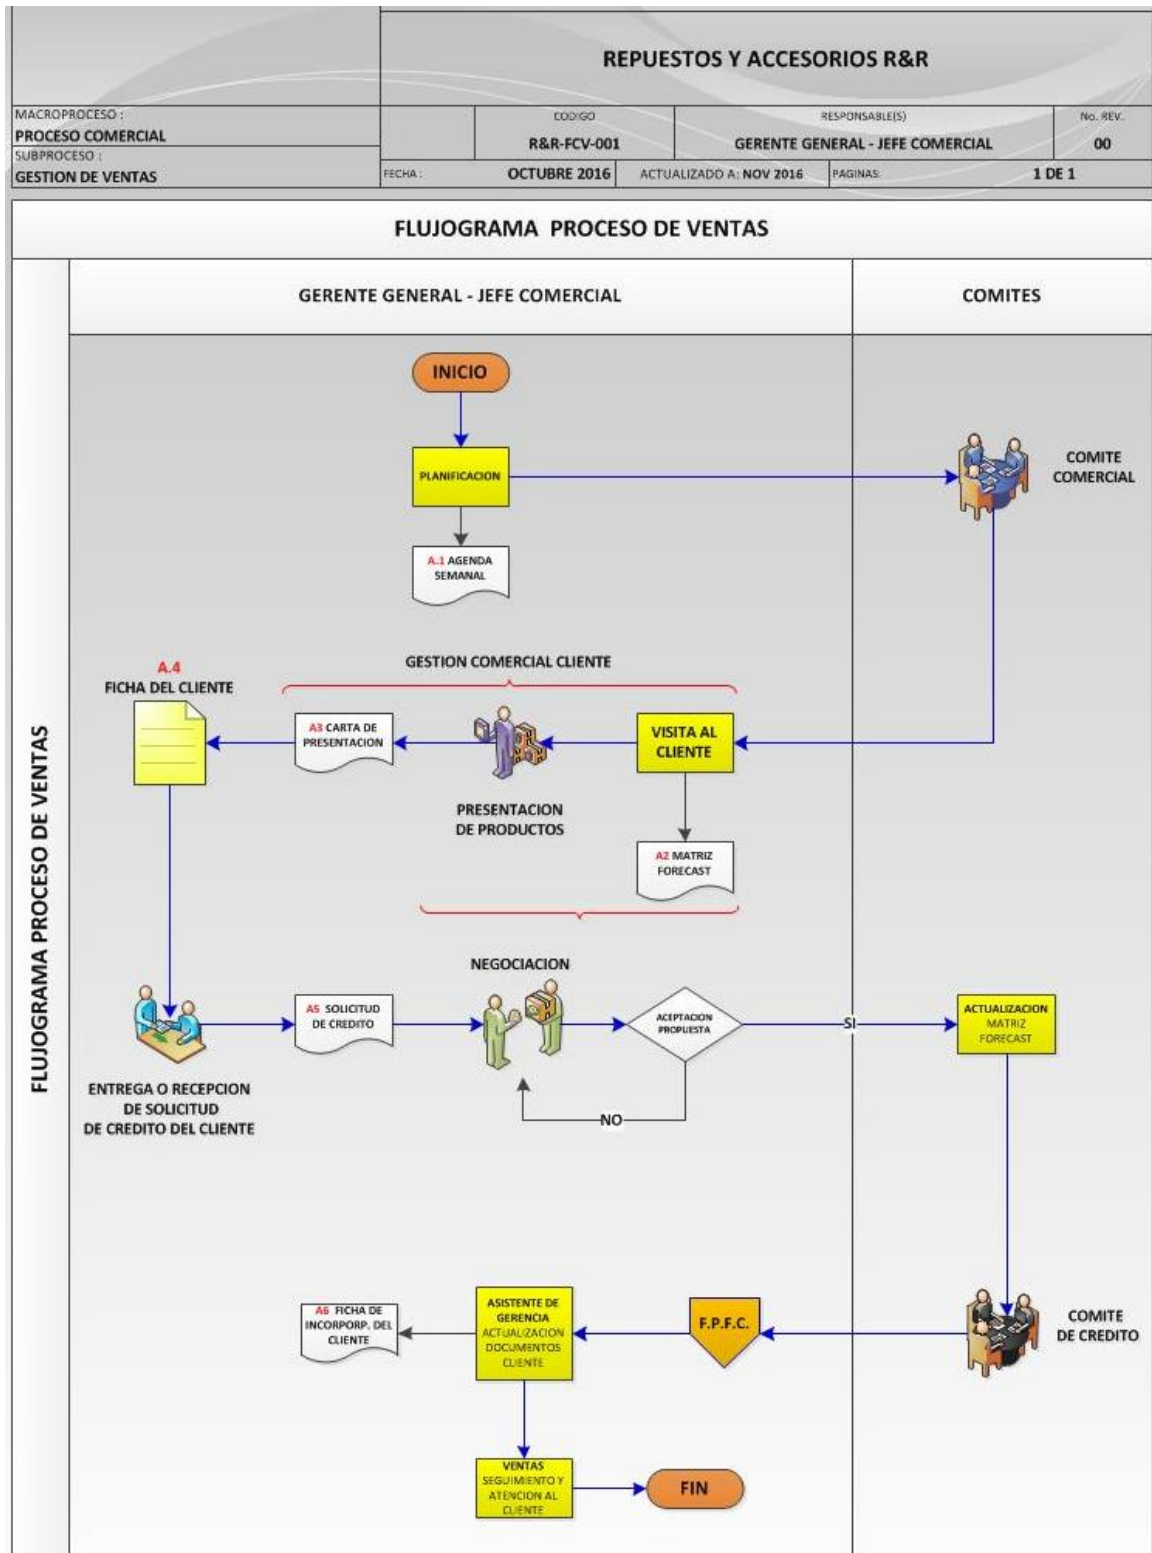 REPUESTOS Y ACCESORIOS R&R
MACROPROCESO :
PROCESO COMERCIAL
SUBPROCESO :
GESTION DE VENTAS
CODIGO
R&R-FCV-001
RESPONSABLE(S)
GERENTE GENERAL - JEFE COMERCIAL
No. REV.
00
FECHA :
OCTUBRE 2016
ACTUALIZADO A: NOV 2016
PAGINAS:
1 DE 1
FLUJOGRAMA PROCESO DE VENTAS
FLUJOGRAMA PROCESO DE VENTAS
GERENTE GENERAL - JEFE COMERCIAL
COMITES
INICIO
PLANIFICACION
COMITE
COMERCIAL
A.1 AGENDA
SEMANAL
GESTION COMERCIAL CLIENTE
A.4
FICHA DEL CLIENTE
A3 CARTA DE
PRESENTACION
VISITA AL
CLIENTE
PRESENTACION
DE PRODUCTOS
A2 MATRIZ
FORECAST
NEGOCIACION
A5 SOLICITUD
DE CREDITO
ACEPTACION
PROPUESTA
SI
ACTUALIZACION
MATRIZ
FORECAST
ENTREGA O RECEPCION
DE SOLICITUD
DE CREDITO DEL CLIENTE
NO
A6 FICHA DE
INCORPORP. DEL
CLIENTE
ASISTENTE DE
GERENCIA
ACTUALIZACION
DOCUMENTOS
CLIENTE
F.P.F.C.
COMITE
DE CREDITO
VENTAS
SEGUIMIENTO Y
ATENCION AL
CLIENTE
FIN